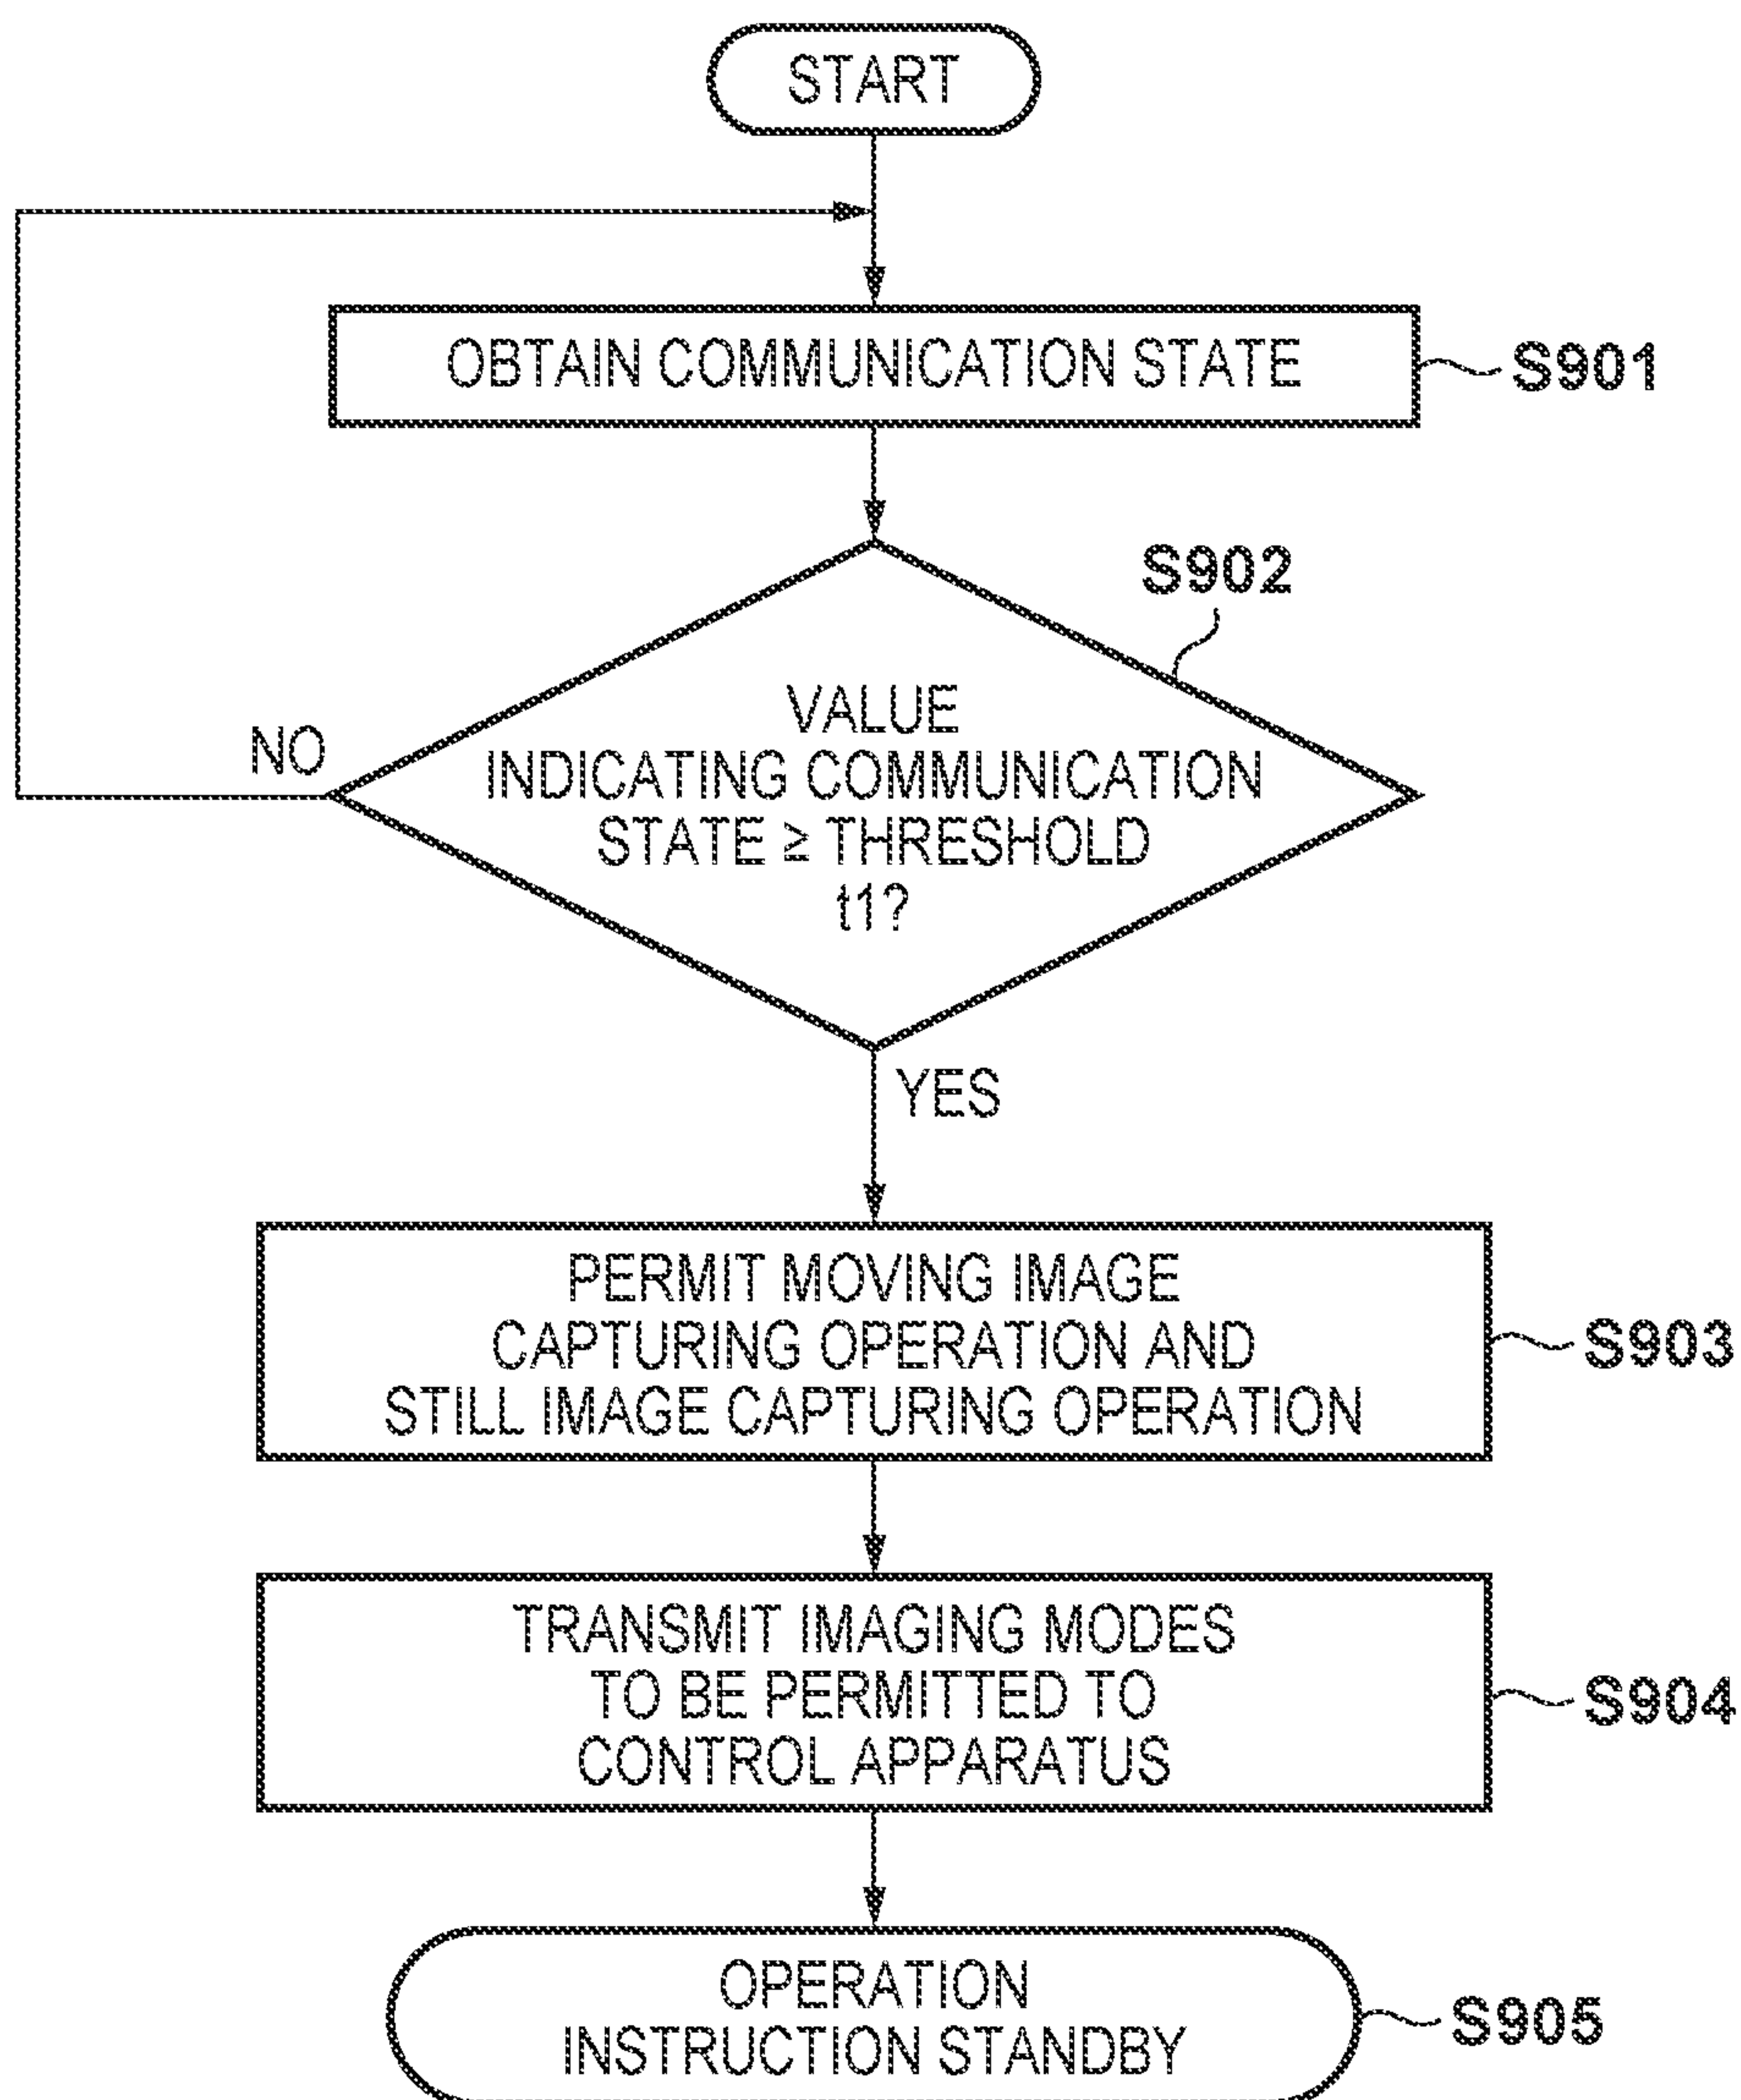 START
OBTAIN COMMUNICATION STATE
S901
S902
VALUE
INDICATING COMMUNICATION
STATE ≥ THRESHOLD
t1?
NO
YES
PERMIT MOVING IMAGE
CAPTURING OPERATION AND
STILL IMAGE CAPTURING OPERATION
S903
TRANSMIT IMAGING MODES
TO BE PERMITTED TO
CONTROL APPARATUS
S904
OPERATION
INSTRUCTION STANDBY
S905